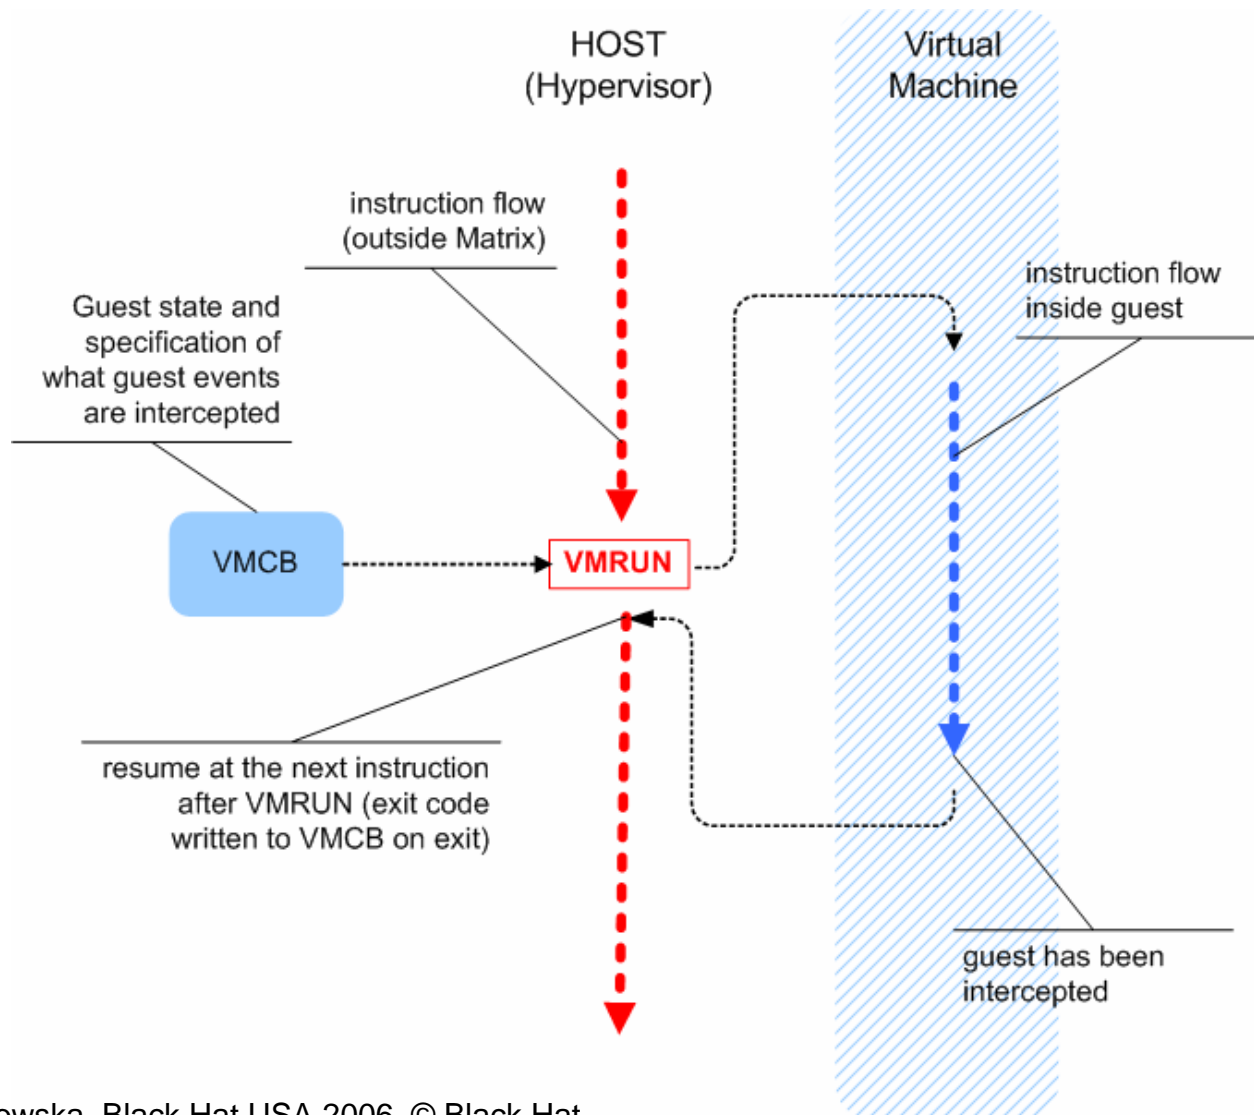 HOST
(Hypervisor)
Virtual
Machine
instruction flow
(outside Matrix)
instruction flow
inside guest
Guest state and
specification of
what guest events
are intercepted
VMCB
VMRUN
resume at the next instruction
after VMRUN (exit code
written to VMCB on exit)
guest has been
intercepted
Black Hat USA 2006. © Black Hat